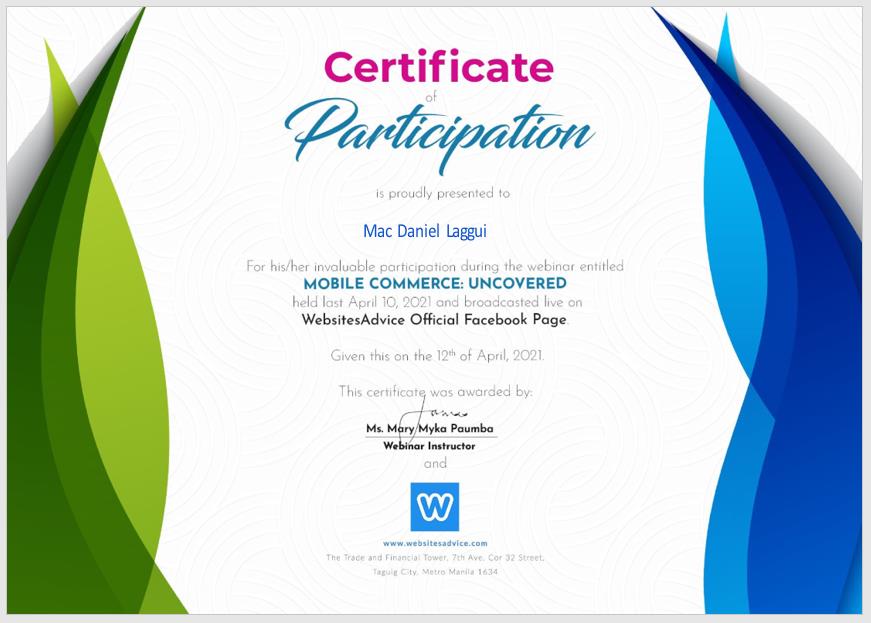 Certificate
of
Participation
is proudly presented to
Mac Daniel Laggui
For his/her invaluable participation during the webinar entitled
MOBILE COMMERCE: UNCOVERED
held last April 10, 2021 and broadcasted live on
WebsitesAdvice Official Facebook Page.
Given this on the 12th of April, 2021.
This certificate was awarded by:
Ms. Mary Myka Paumba
Webinar Instructor
and
W
www.websitesadvice.com
The Trade and Financial Tower, 7th Ave. Cor 32 Street,
Taguig City, Metro Manila 1634